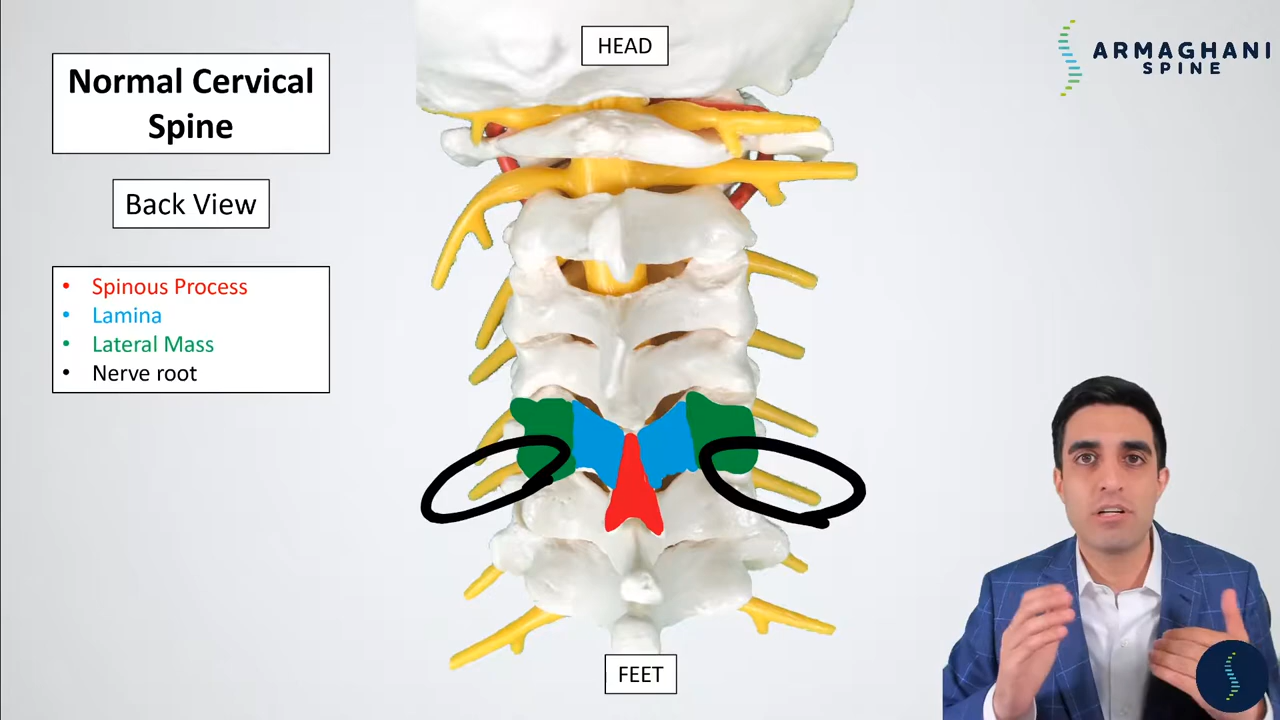 HEAD
ARMAGHANI
SPINE
Normal Cervical
Spine
Back View
• Spinous Process
• Lamina
• Lateral Mass
• Nerve root
FEET